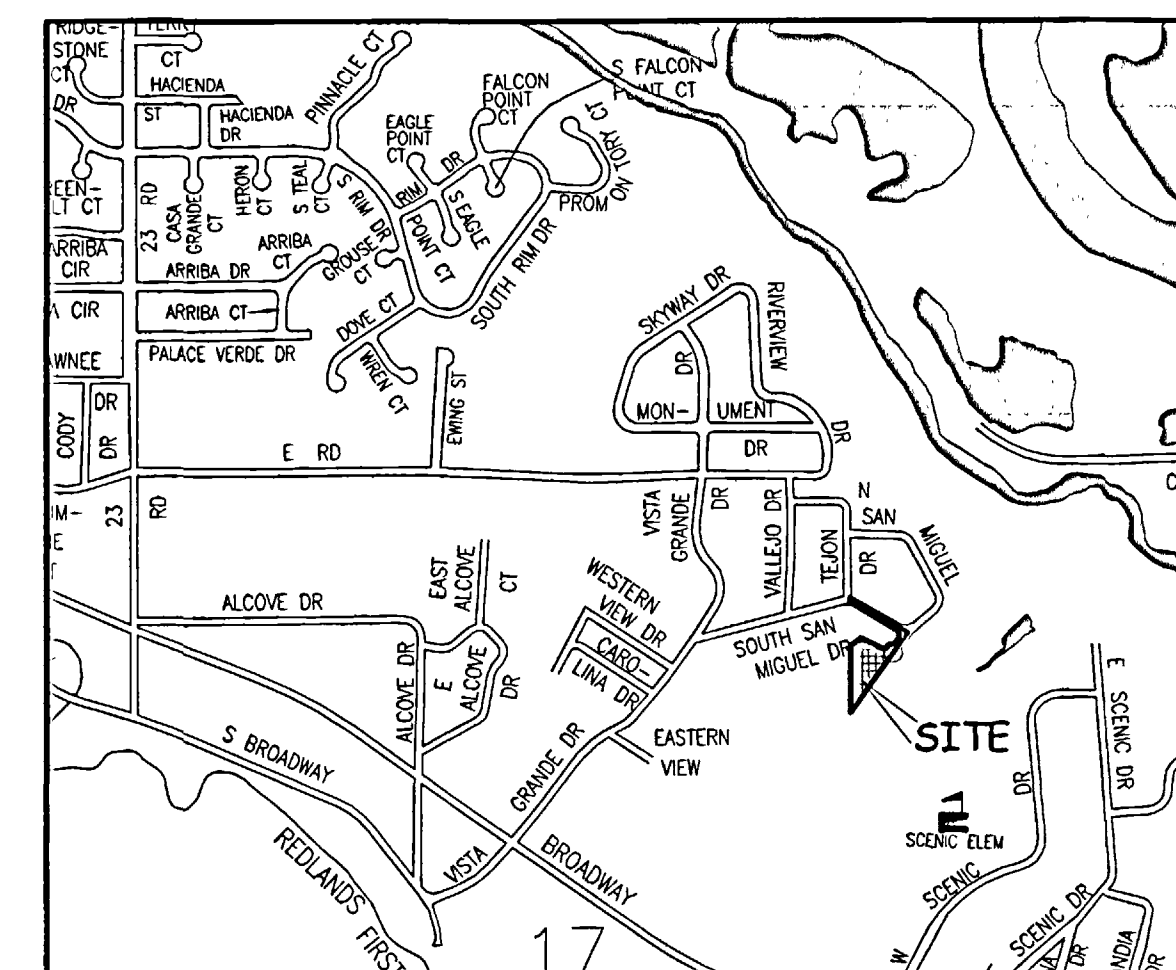 RIDGE-
STONE
CT
DR
TERR
CT
HACIENDA
ST
HACIENDA
DR
PINNACLE CT
EAGLE
POINT
CT
FALCON
POINT
CT
S FALCON
POINT CT
PROMONTORY CT
RIM DR
S EAGLE
POINT CT
S RIM DR
SOUTH RIM DR
23 RD
CASA
GRANDE
CT
HERON
CT
S TEAL
CT
ARRIBA
CIR
ARRIBA DR
ARRIBA
CT
GROUSE
CT
ARRIBA CT
CIR
PALACE VERDE DR
DOVE CT
WREN CT
EWING ST
CODY
DR
DR
E RD
23 RD
SKYWAY DR
RIVERVIEW
DR
DR
MON-
UMENT
DR
VISTA
GRANDE
DR
VALLEJO DR
N
SAN
MIGUEL
TEJON
DR
WESTERN
VIEW DR
CARO-
LINA DR
SOUTH SAN
MIGUEL DR
SITE
EAST
ALCOVE
CT
ALCOVE DR
ALCOVE DR
E
ALCOVE
DR
S BROADWAY
GRANDE DR
VISTA
EASTERN
VIEW
BROADWAY
REDLANDS
FIRST
17
E SCENIC DR
DR
SCENIC ELEM
SCENIC
W
SCENIC DR
DR
DR